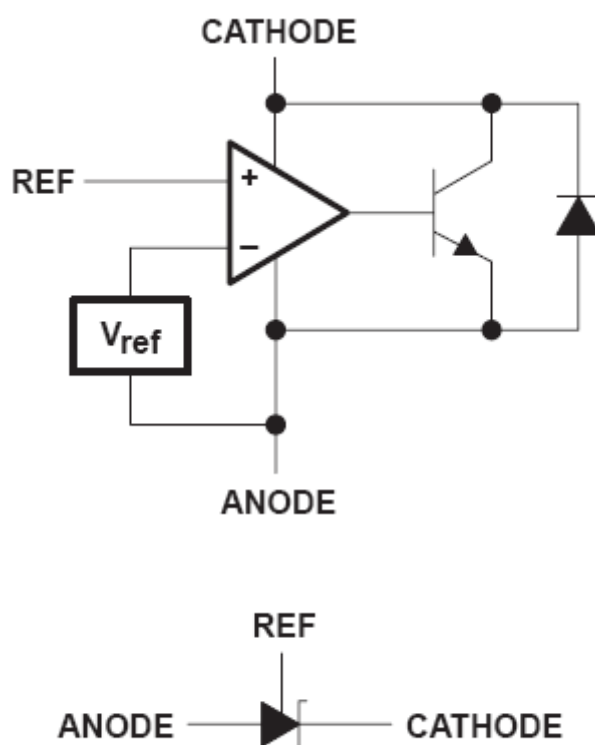 CATHODE
REF
+
−
Vref
ANODE
REF
ANODE
CATHODE